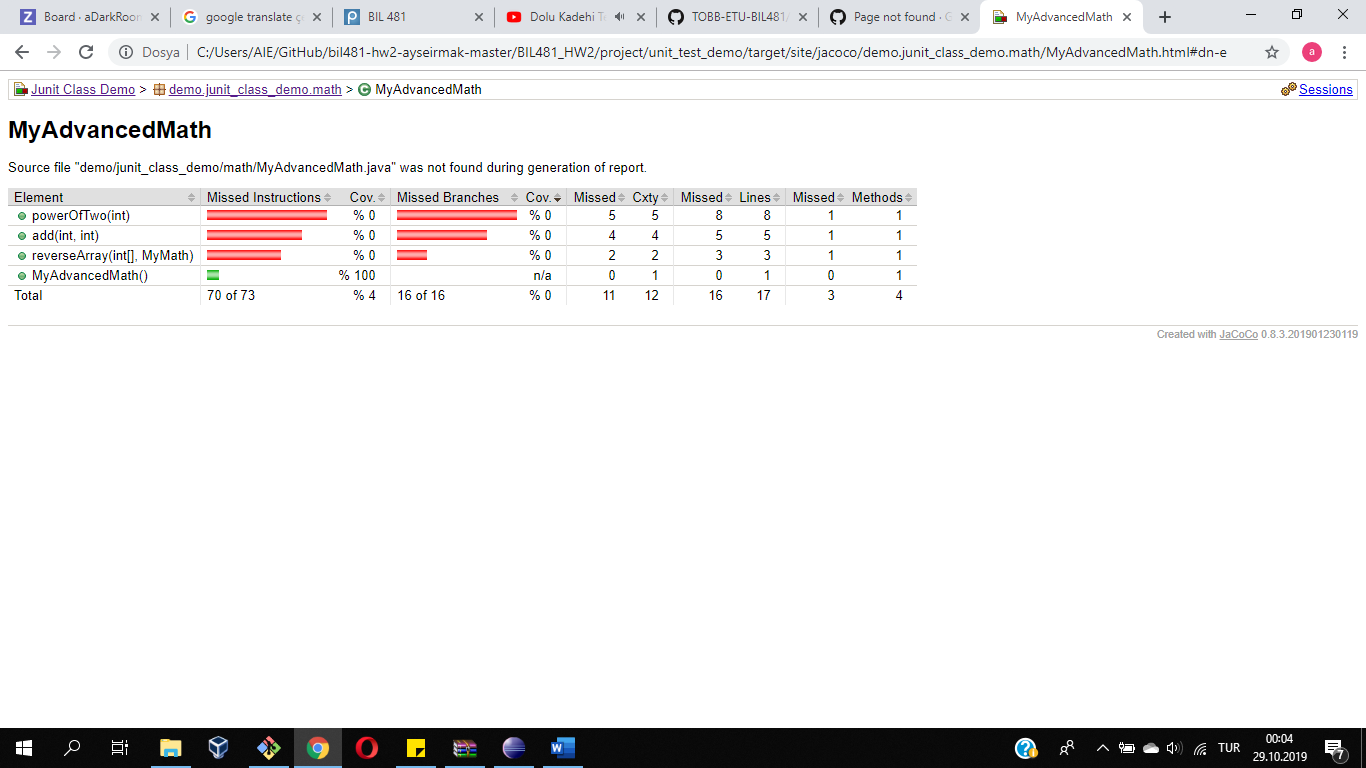 Board · aDarkRoom
google translate ç
BIL 481
Dolu Kadehi Te
TOBB-ETU-BIL481/
Page not found · G
MyAdvancedMath
Dosya
C:/Users/AIE/GitHub/bil481-hw2-ayseirmak-master/BIL481_HW2/project/unit_test_demo/target/site/jacoco/demo.junit_class_demo.math/MyAdvancedMath.html#dn-e
a
Junit Class Demo > demo.junit_class_demo.math > C MyAdvancedMath
Sessions
MyAdvancedMath
Source file "demo/junit_class_demo/math/MyAdvancedMath.java" was not found during generation of report.
Element Missed Instructions Cov. Missed Branches Cov. Missed Cxty Missed Lines Missed Methods
powerOfTwo(int) % 0 % 0 5 5 8 8 1 1
add(int, int) % 0 % 0 4 4 5 5 1 1
reverseArray(int[], MyMath) % 0 % 0 2 2 3 3 1 1
MyAdvancedMath() % 100 n/a 0 1 0 1 0 1
Total 70 of 73 % 4 16 of 16 % 0 11 12 16 17 3 4
Created with JaCoCo 0.8.3.201901230119
TUR
00:04
29.10.2019
7